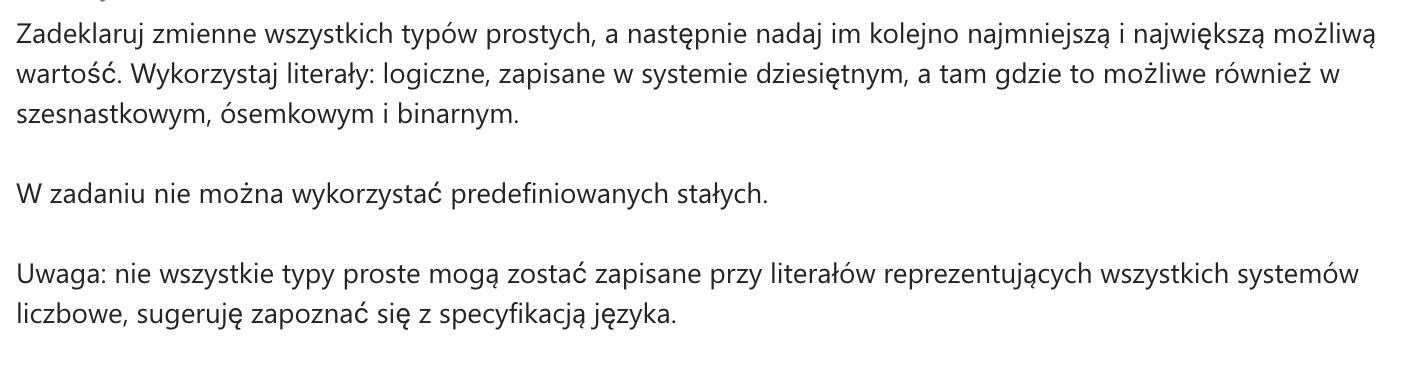 Zadeklaruj zmienne wszystkich typów prostych, a następnie nadaj im kolejno najmniejszą i największą możliwą
wartość. Wykorzystaj literały: logiczne, zapisane w systemie dziesiętnym, a tam gdzie to możliwe również w
szesnastkowym, ósemkowym i binarnym.
W zadaniu nie można wykorzystać predefiniowanych stałych.
Uwaga: nie wszystkie typy proste mogą zostać zapisane przy literałów reprezentujących wszystkich systemów
liczbowe, sugeruję zapoznać się z specyfikacją języka.